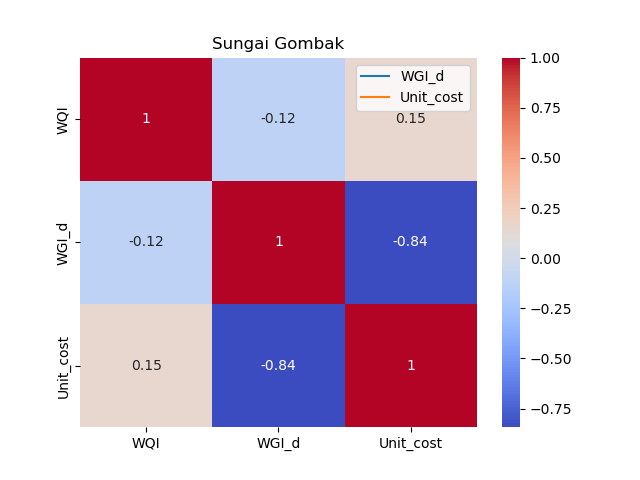 Sungai Gombak
WGI_d
Unit_cost
WQI
1
-0.12
0.15
WGI_d
-0.12
1
-0.84
Unit_cost
0.15
-0.84
1
WQI
WGI_d
Unit_cost
1.00
0.75
0.50
0.25
0.00
−0.25
−0.50
−0.75